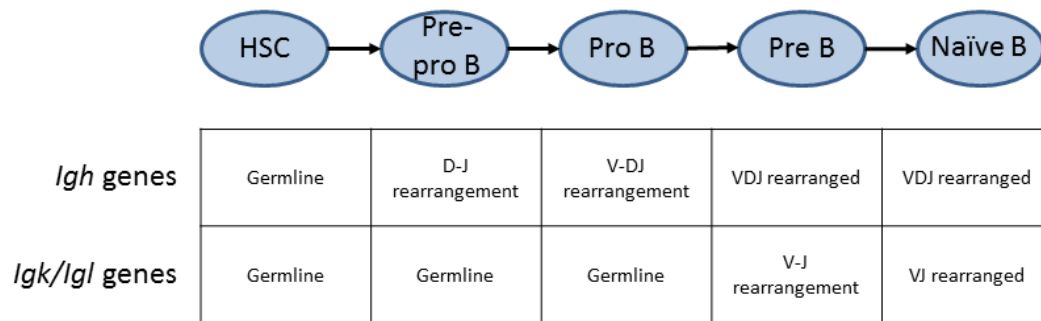 HSC
Pre-
pro B
Pro B
Pre B
Naïve B
Igh genes
Germline
D-J
rearrangement
V-DJ
rearrangement
VDJ rearranged
VDJ rearranged
Igk/Igl genes
Germline
Germline
Germline
V-J
rearrangement
VJ rearranged